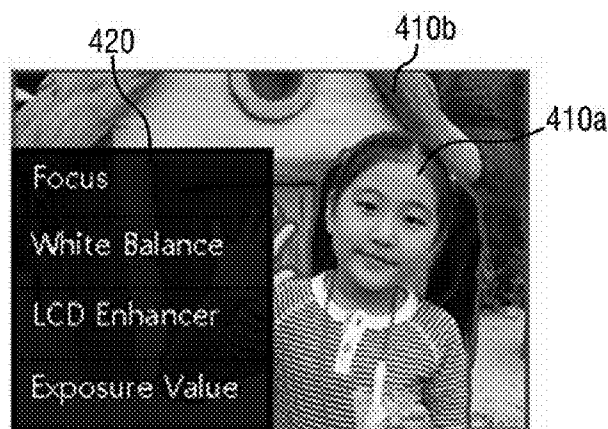 420
410b
410a
Focus
White Balance
LCD Enhancer
Exposure Value